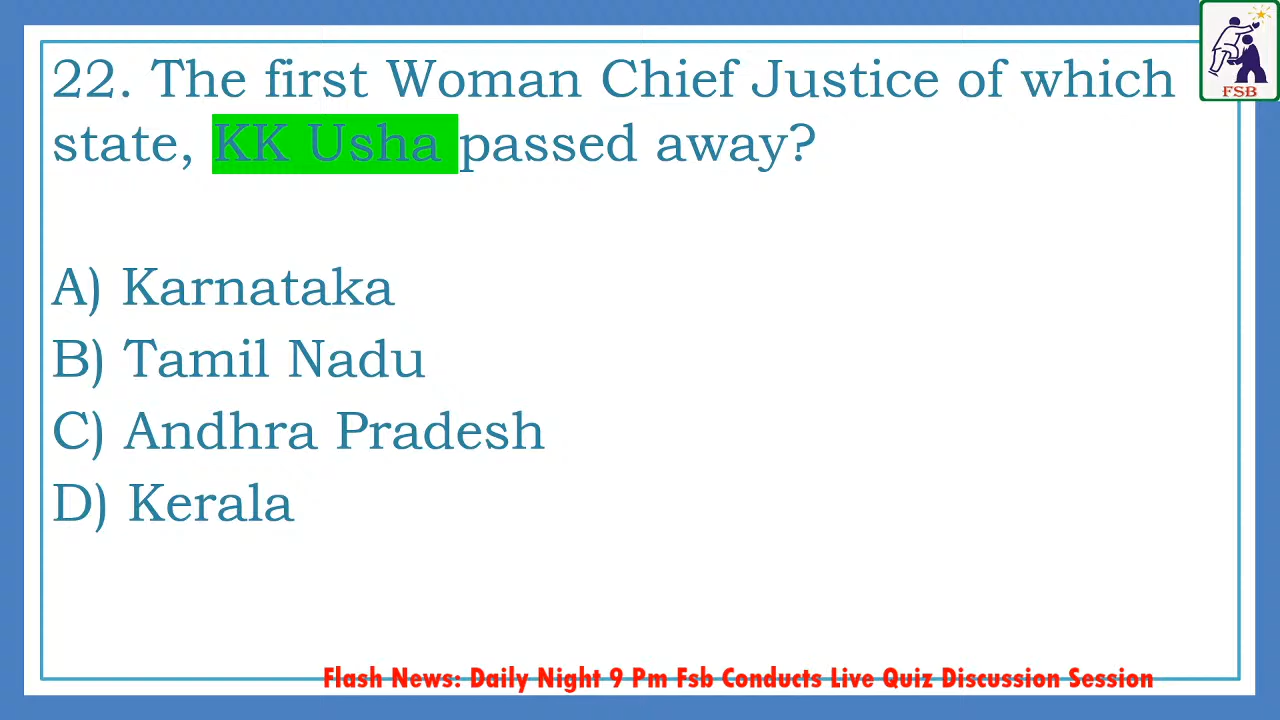 22. The first Woman Chief Justice of which
state, KK Usha passed away?
A) Karnataka
B) Tamil Nadu
C) Andhra Pradesh
D) Kerala
FSB
Flash News: Daily Night 9 Pm Fsb Conducts Live Quiz Discussion Session